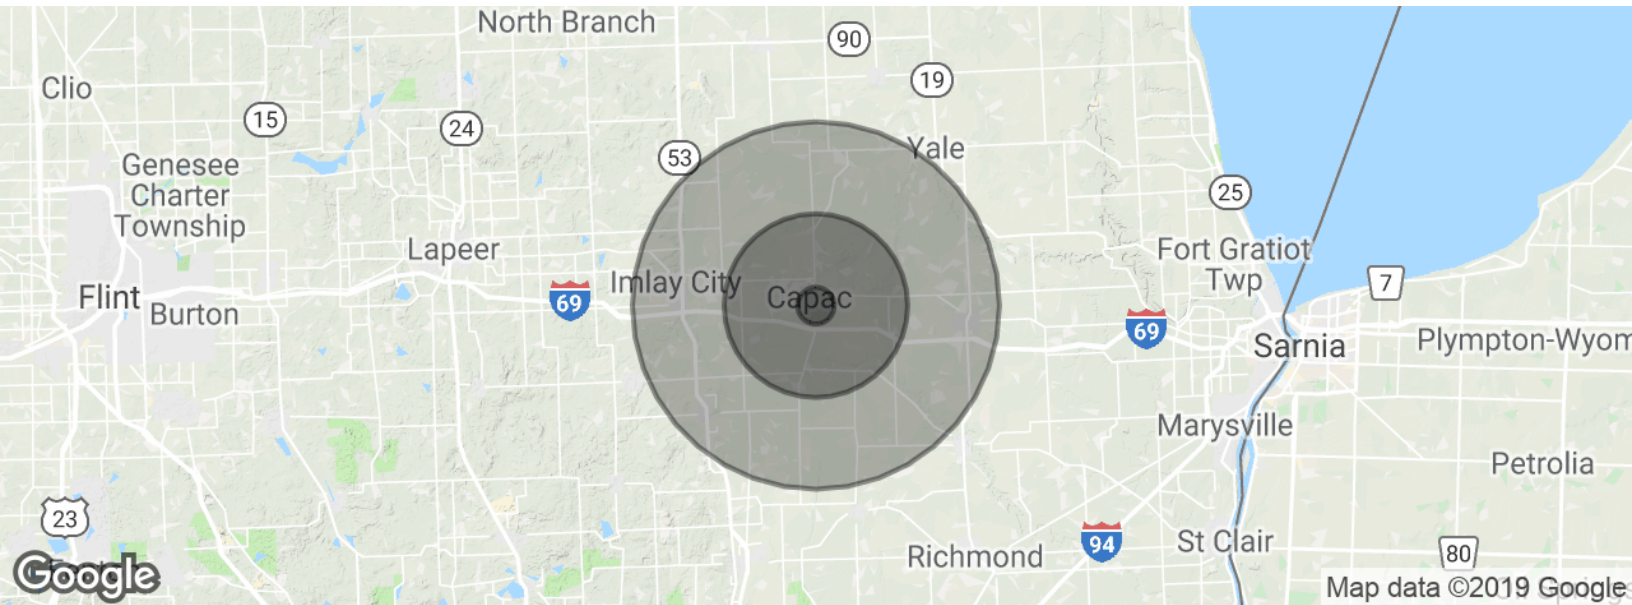 North Branch
90
Clio
19
15
24
Yale
53
Genesee
Charter
Township
25
Lapeer
Fort Gratiot
Twp
Imlay City
7
Flint
69
Capac
Burton
69
Sarnia
Plympton-Wyom
Marysville
Petrolia
23
94
St Clair
Richmond
80
Google
Map data ©2019 Google